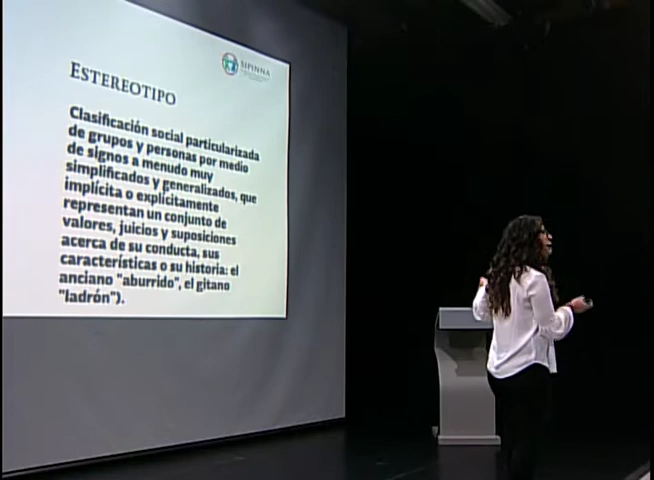 SIPINNA
ESTEREOTIPO
Clasificación social particularizada
de grupos y personas por medio
de signos a menudo muy
simplificados y generalizados, que
implícita o explícitamente
representan un conjunto de
valores, juicios y suposiciones
acerca de su conducta, sus
características o su historia: el
anciano "aburrido", el gitano
"ladrón").